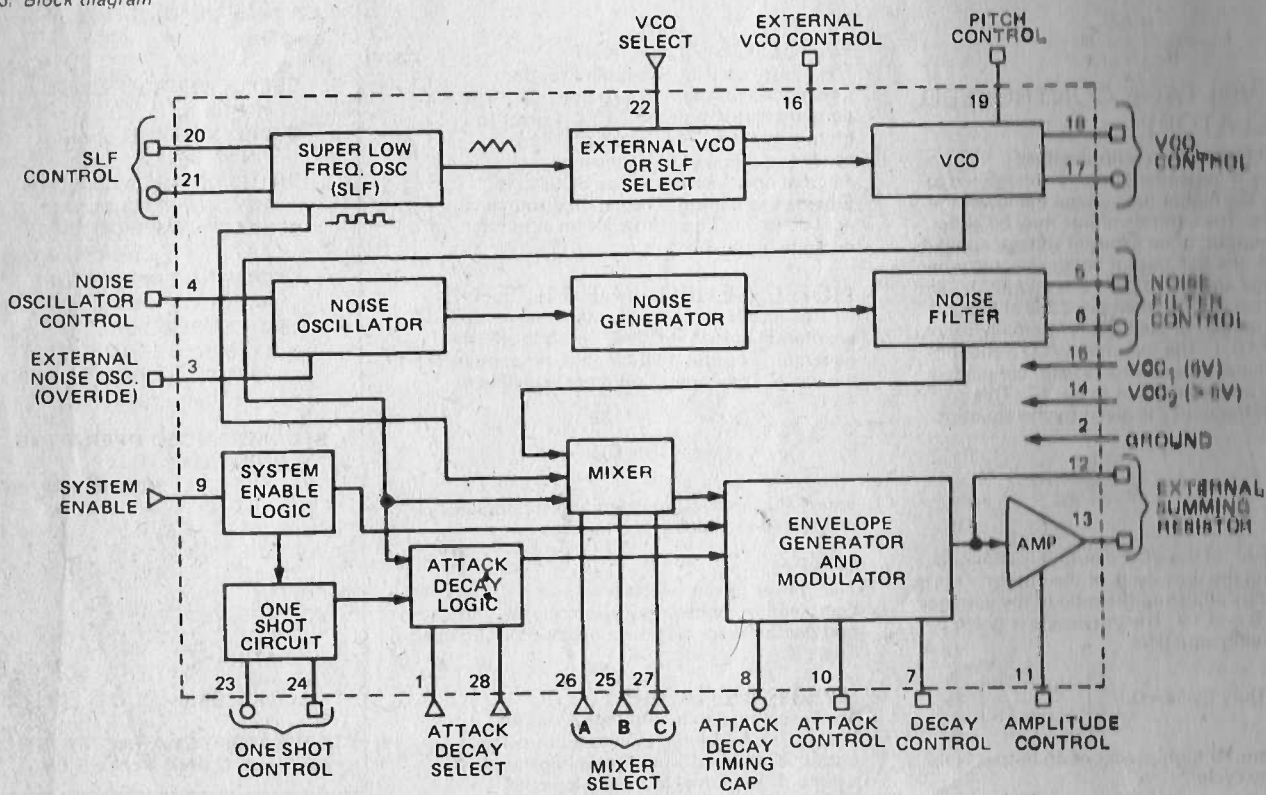 Block diagram
VCO
SELECT
EXTERNAL
VCO CONTROL
PITCH
CONTROL
22
16
19
SLF
CONTROL
20
21
SUPER LOW
FREQ. OSC
(SLF)
EXTERNAL VCO
OR SLF
SELECT
VCO
18
17
VCO
CONTROL
NOISE
OSCILLATOR
CONTROL
4
NOISE
OSCILLATOR
NOISE
GENERATOR
NOISE
FILTER
5
6
NOISE
FILTER
CONTROL
EXTERNAL
NOISE OSC.
(OVERIDE)
3
14
2
GROUND
SYSTEM
ENABLE
9
SYSTEM
ENABLE
LOGIC
MIXER
ENVELOPE
GENERATOR
AND
MODULATOR
AMP
12
13
EXTERNAL
SUMMING
RESISTOR
ONE
SHOT
CIRCUIT
ATTACK
DECAY
LOGIC
23
24
1
28
26
25
27
8
10
7
11
A
B
C
ONE SHOT
CONTROL
ATTACK
DECAY
SELECT
MIXER
SELECT
ATTACK
DECAY
TIMING
CAP
ATTACK
CONTROL
DECAY
CONTROL
AMPLITUDE
CONTROL